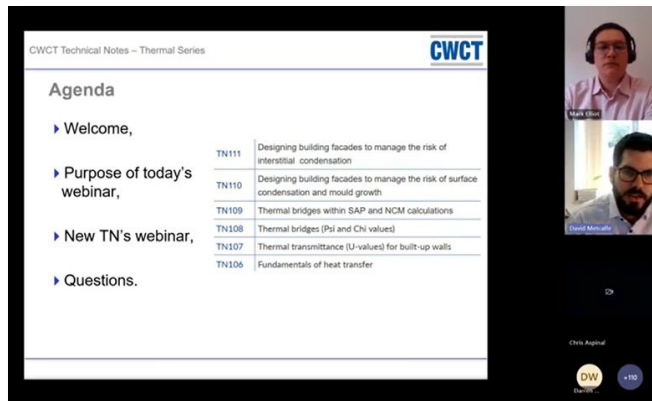 CWCT Technical Notes – Thermal Series
CWCT
Agenda
Welcome,
Purpose of today's
webinar,
New TN's webinar,
Questions.
TN111
Designing building facades to manage the risk of
interstitial condensation
TN110
Designing building facades to manage the risk of surface
condensation and mould growth
TN109 Thermal bridges within SAP and NCM calculations
TN108 Thermal bridges (Psi and Chi values)
TN107 Thermal transmittance (U-values) for built-up walls
TN106 Fundamentals of heat transfer
Mark Elliot
David Metcalfe
Chris Aspinal
DW
+110